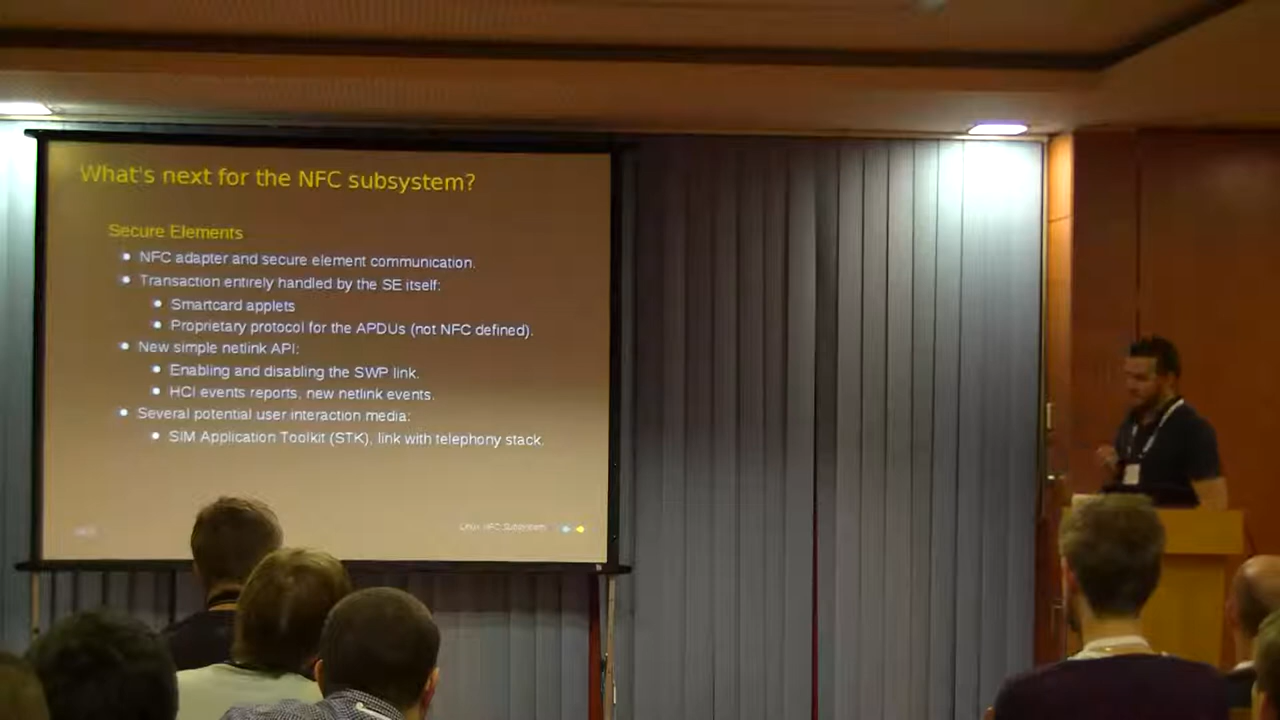 What's next for the NFC subsystem?
Secure Elements
NFC adapter and secure element communication.
Transaction entirely handled by the SE itself:
Smartcard applets
Proprietary protocol for the APDUs (not NFC defined).
New simple netlink API:
Enabling and disabling the SWP link.
HCI events reports, new netlink events.
Several potential user interaction media:
SIM Application Toolkit (STK), link with telephony stack.
Linux NFC Subsystem